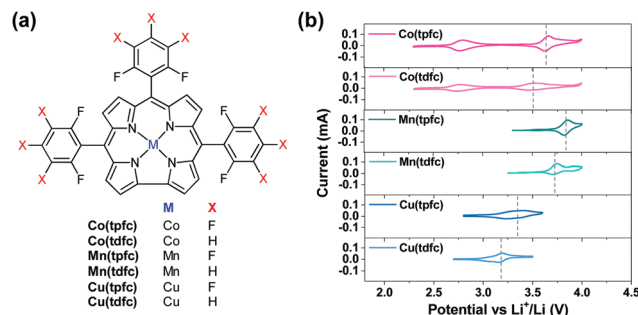 (a)
X
X
X
F
F
X
F
F
X
X
N
N
X
M
X
N
N
X
F
F
M X
Co(tpfc) Co F
Co(tdfc) Co H
Mn(tpfc) Mn F
Mn(tdfc) Mn H
Cu(tpfc) Cu F
Cu(tdfc) Cu H
(b)
Current (mA)
0.1
0.0
-0.1
Co(tpfc)
0.1
0.0
-0.1
Co(tdfc)
0.1
0.0
-0.1
Mn(tpfc)
0.1
0.0
-0.1
Mn(tdfc)
0.1
0.0
-0.1
Cu(tpfc)
0.1
0.0
-0.1
Cu(tdfc)
2.0 2.5 3.0 3.5 4.0 4.5
Potential vs Li⁺/Li (V)